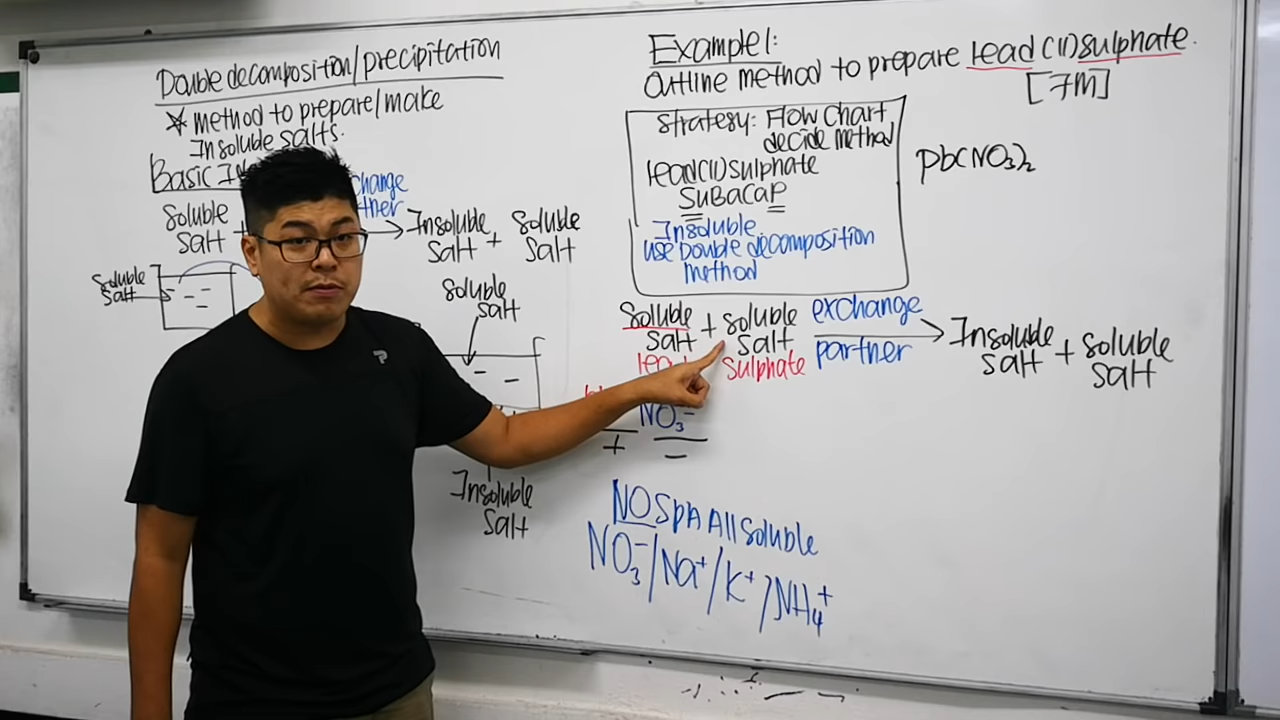 Double decomposition/precipitation
* method to prepare/make
Insoluble salts.
Basic
Soluble
salt
+
Insoluble
salt
+
Soluble
salt
Soluble
salt
Soluble
salt
Insoluble
salt
Example 1:
Outline method to prepare lead (II) sulphate.
[7m]
Strategy: Flow Chart
decide method
lead(II)sulphate
SUBaCaP
Insoluble
use Double decomposition
method
Pb(NO₃)₂
Soluble
salt
+
soluble
salt
exchange
partner
Insoluble
salt
+
soluble
salt
sulphate
NO₃⁻
+
−
NOSPA All soluble
NO₃⁻/Na⁺/K⁺/NH₄⁺
P